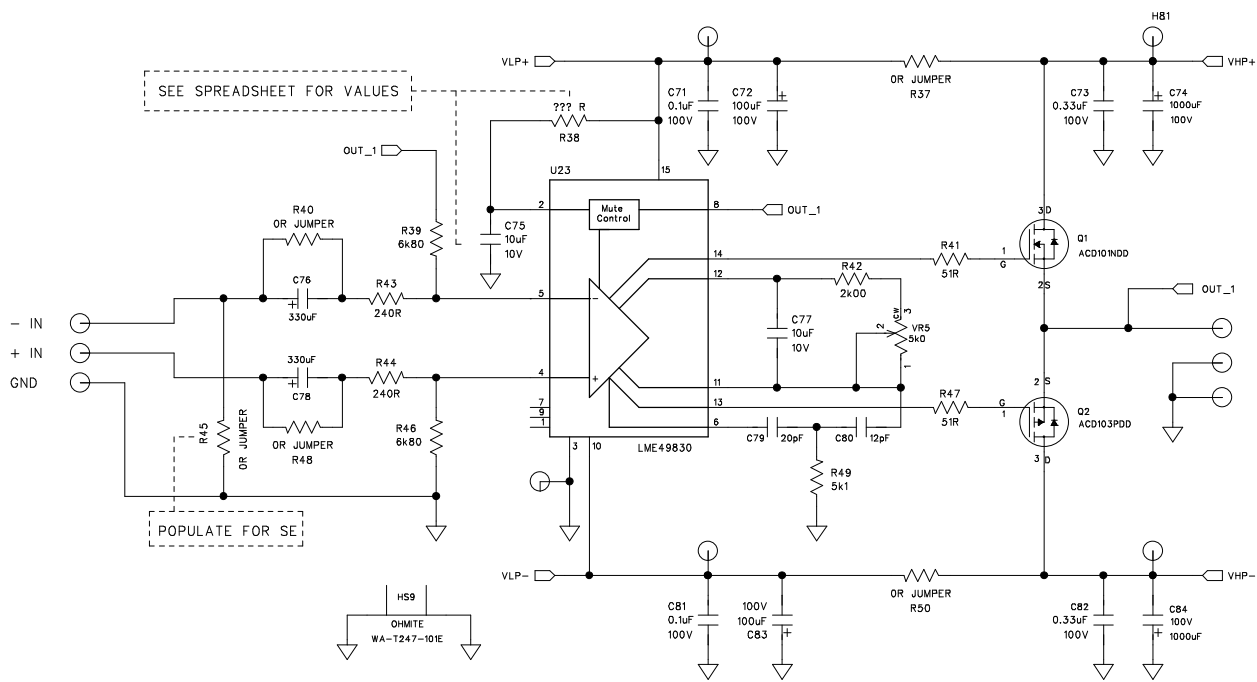 H81
VLP+
VHP+
0R JUMPER
R37
SEE SPREADSHEET FOR VALUES
??? R
R38
C71
0.1uF
100V
C72
100uF
100V
+
C73
0.33uF
100V
C74
1000uF
100V
+
OUT_1
U23
15
2
Mute
Control
8
OUT_1
R40
0R JUMPER
R39
6k80
C75
10uF
10V
3 D
Q1
ACD101NDD
1
G
2 S
14
12
R41
51R
R42
2k00
C76
+
330uF
R43
240R
5
−
C77
10uF
10V
CW
3
2
VR5
5k0
1
OUT_1
- IN
+ IN
GND
330uF
+
C78
R44
240R
4
+
11
13
R47
51R
2 S
G
1
Q2
ACD103PDD
3 D
R45
0R JUMPER
0R JUMPER
R48
R46
6k80
7
9
1
6
C79
20pF
C80
12pF
LME49830
3
10
R49
5k1
POPULATE FOR SE
VLP-
VHP-
0R JUMPER
R50
HS9
OHMITE
WA-T247-101E
C81
0.1uF
100V
100V
100uF
C83
+
C82
0.33uF
100V
C84
100V
1000uF
+